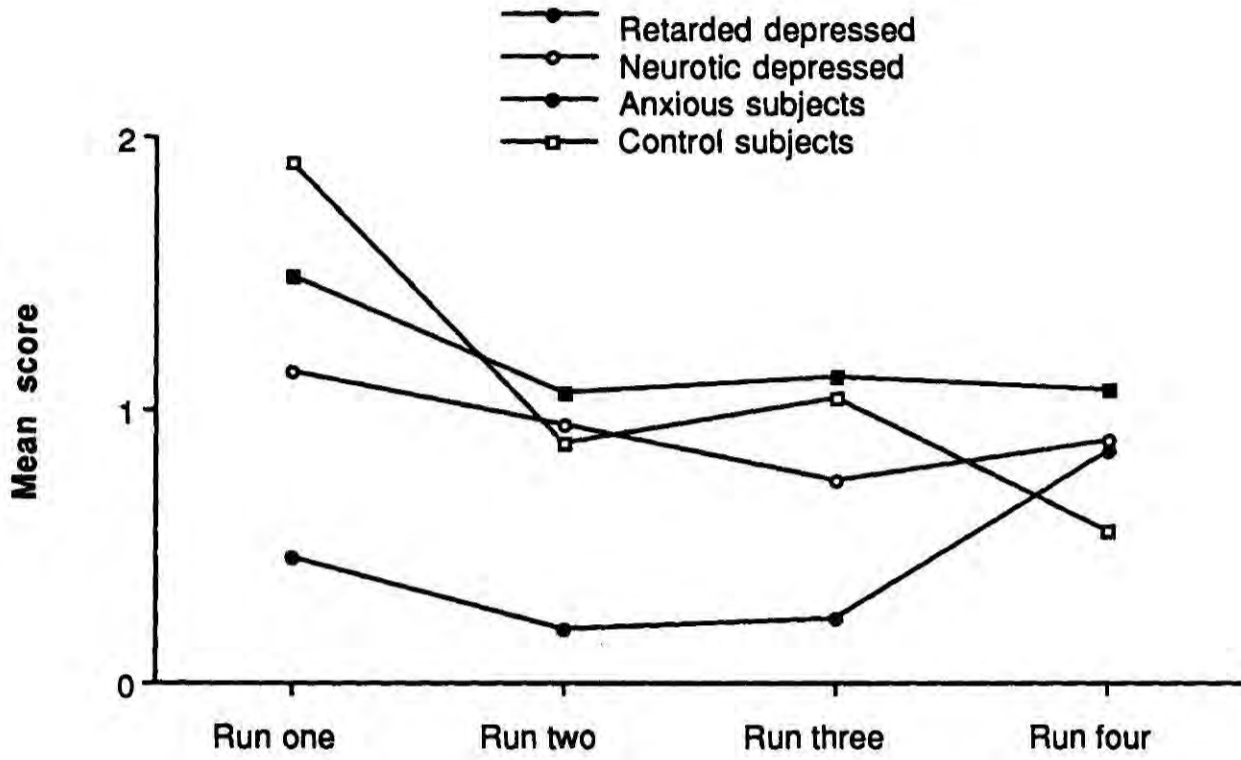 Retarded depressed
Neurotic depressed
Anxious subjects
Control subjects
2
1
0
Mean score
Run one Run two Run three Run four